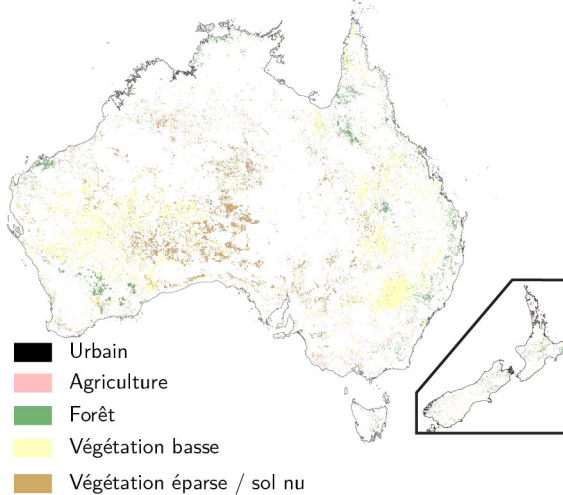 Urbain
Agriculture
Forêt
Végétation basse
Végétation éparse / sol nu